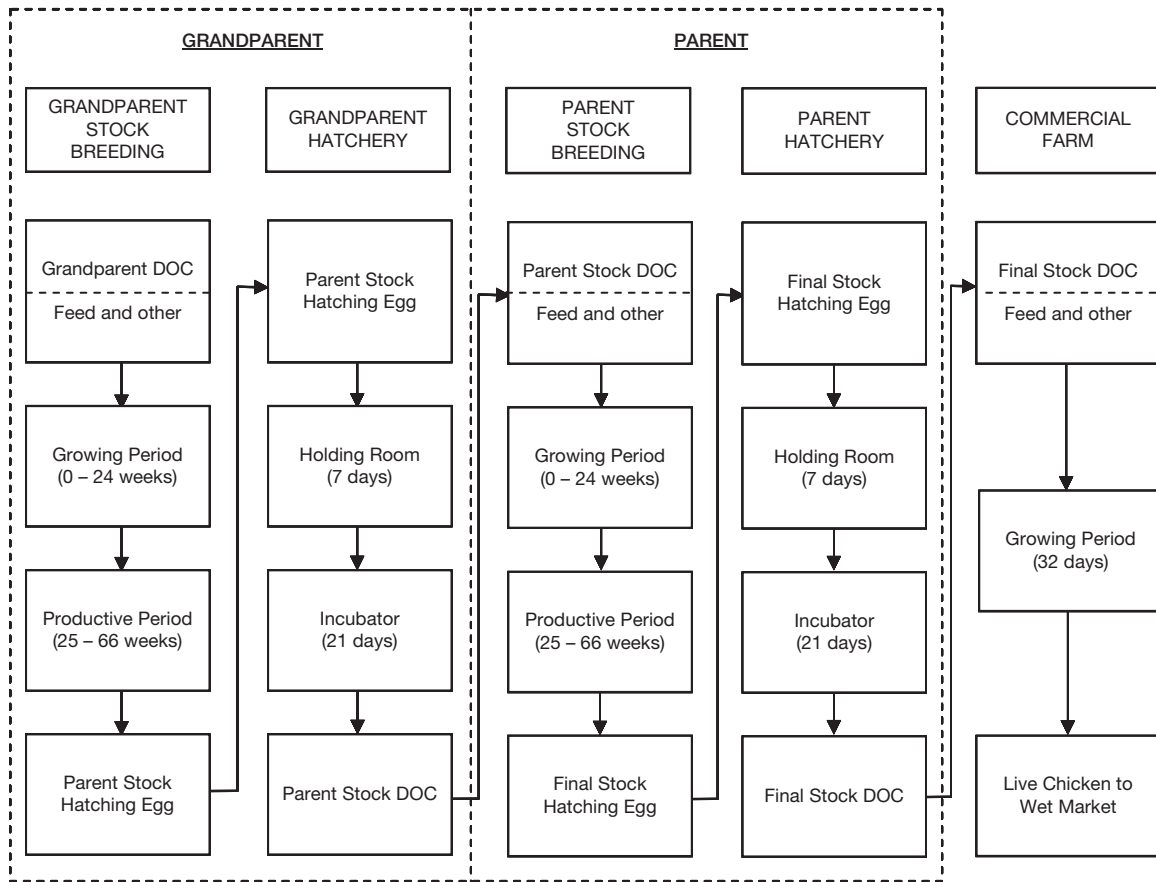 GRANDPARENT
PARENT
GRANDPARENT
STOCK
BREEDING
GRANDPARENT
HATCHERY
PARENT
STOCK
BREEDING
PARENT
HATCHERY
COMMERCIAL
FARM
Grandparent DOC
Feed and other
Growing Period
(0 – 24 weeks)
Productive Period
(25 – 66 weeks)
Parent Stock
Hatching Egg
Parent Stock
Hatching Egg
Holding Room
(7 days)
Incubator
(21 days)
Parent Stock DOC
Parent Stock DOC
Feed and other
Growing Period
(0 – 24 weeks)
Productive Period
(25 – 66 weeks)
Final Stock
Hatching Egg
Final Stock
Hatching Egg
Holding Room
(7 days)
Incubator
(21 days)
Final Stock DOC
Final Stock DOC
Feed and other
Growing Period
(32 days)
Live Chicken to
Wet Market